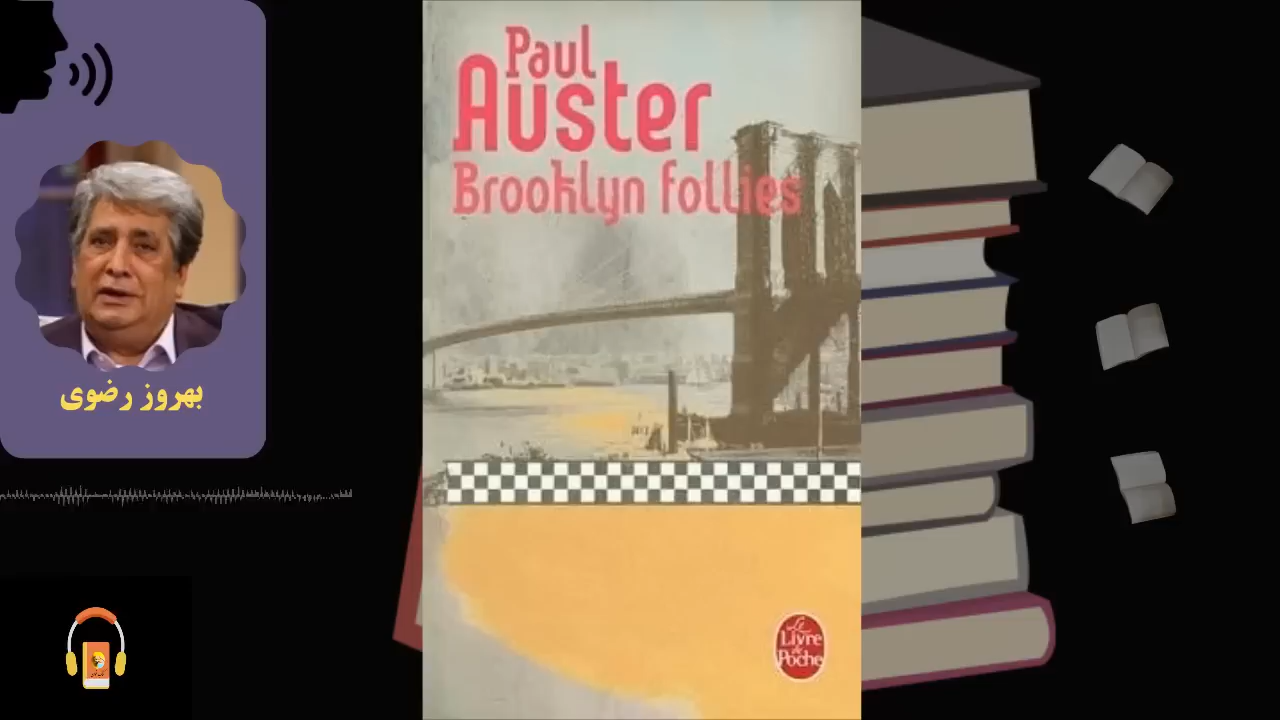 Paul
Auster
Brooklyn follies
بهروز رضوی
Le
Livre
de
Poche